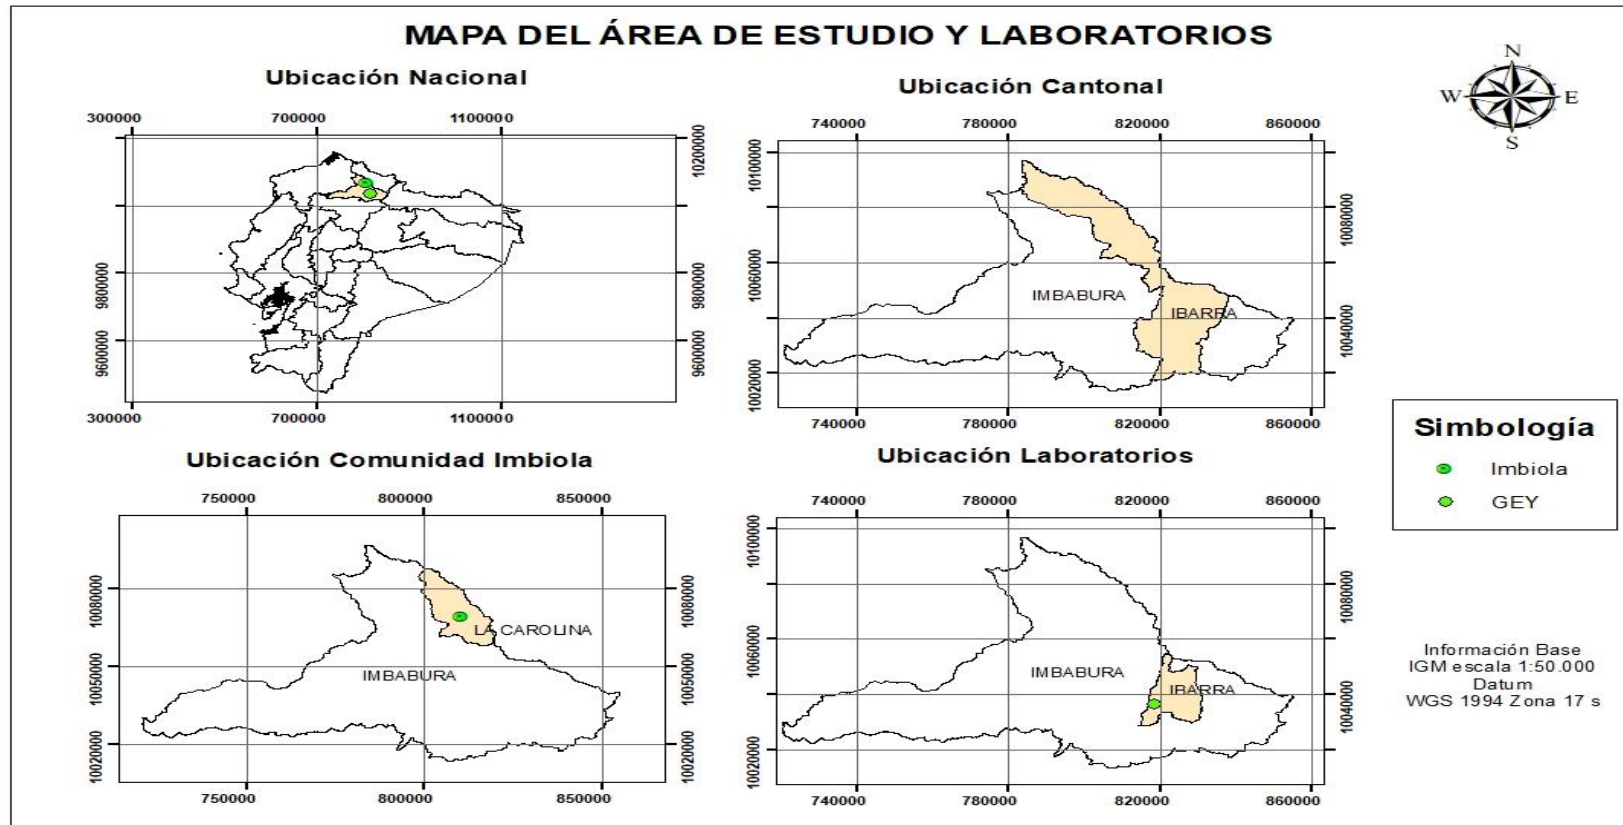 MAPA DEL ÁREA DE ESTUDIO Y LABORATORIOS
Ubicación Nacional
300000 700000 1100000
10200000
9800000 9800000
9600000 9600000
300000 700000 1100000
Ubicación Cantonal
740000 780000 820000 860000
10100000
10080000
10060000
10040000
10020000
IMBABURA
IBARRA
740000 780000 820000 860000
N
W E
S
Ubicación Comunidad Imbiola
750000 800000 850000
10080000 10080000
10050000 10050000
10020000 10020000
LA CAROLINA
IMBABURA
750000 800000 850000
Ubicación Laboratorios
740000 780000 820000 860000
10100000
10080000
10060000
10040000
10020000
IMBABURA
IBARRA
740000 780000 820000 860000
Simbología
Imbiola
GEY
Información Base
IGM escala 1:50.000
Datum
WGS 1994 Zona 17 s